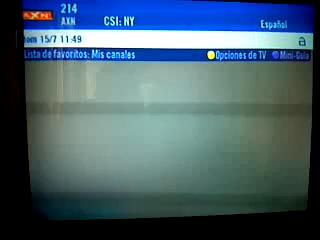 AXN
214
AXN CSI: NY Español
om 15/7 11:49
Lista de favoritos: Mis canales Opciones de TV Mini-Guía